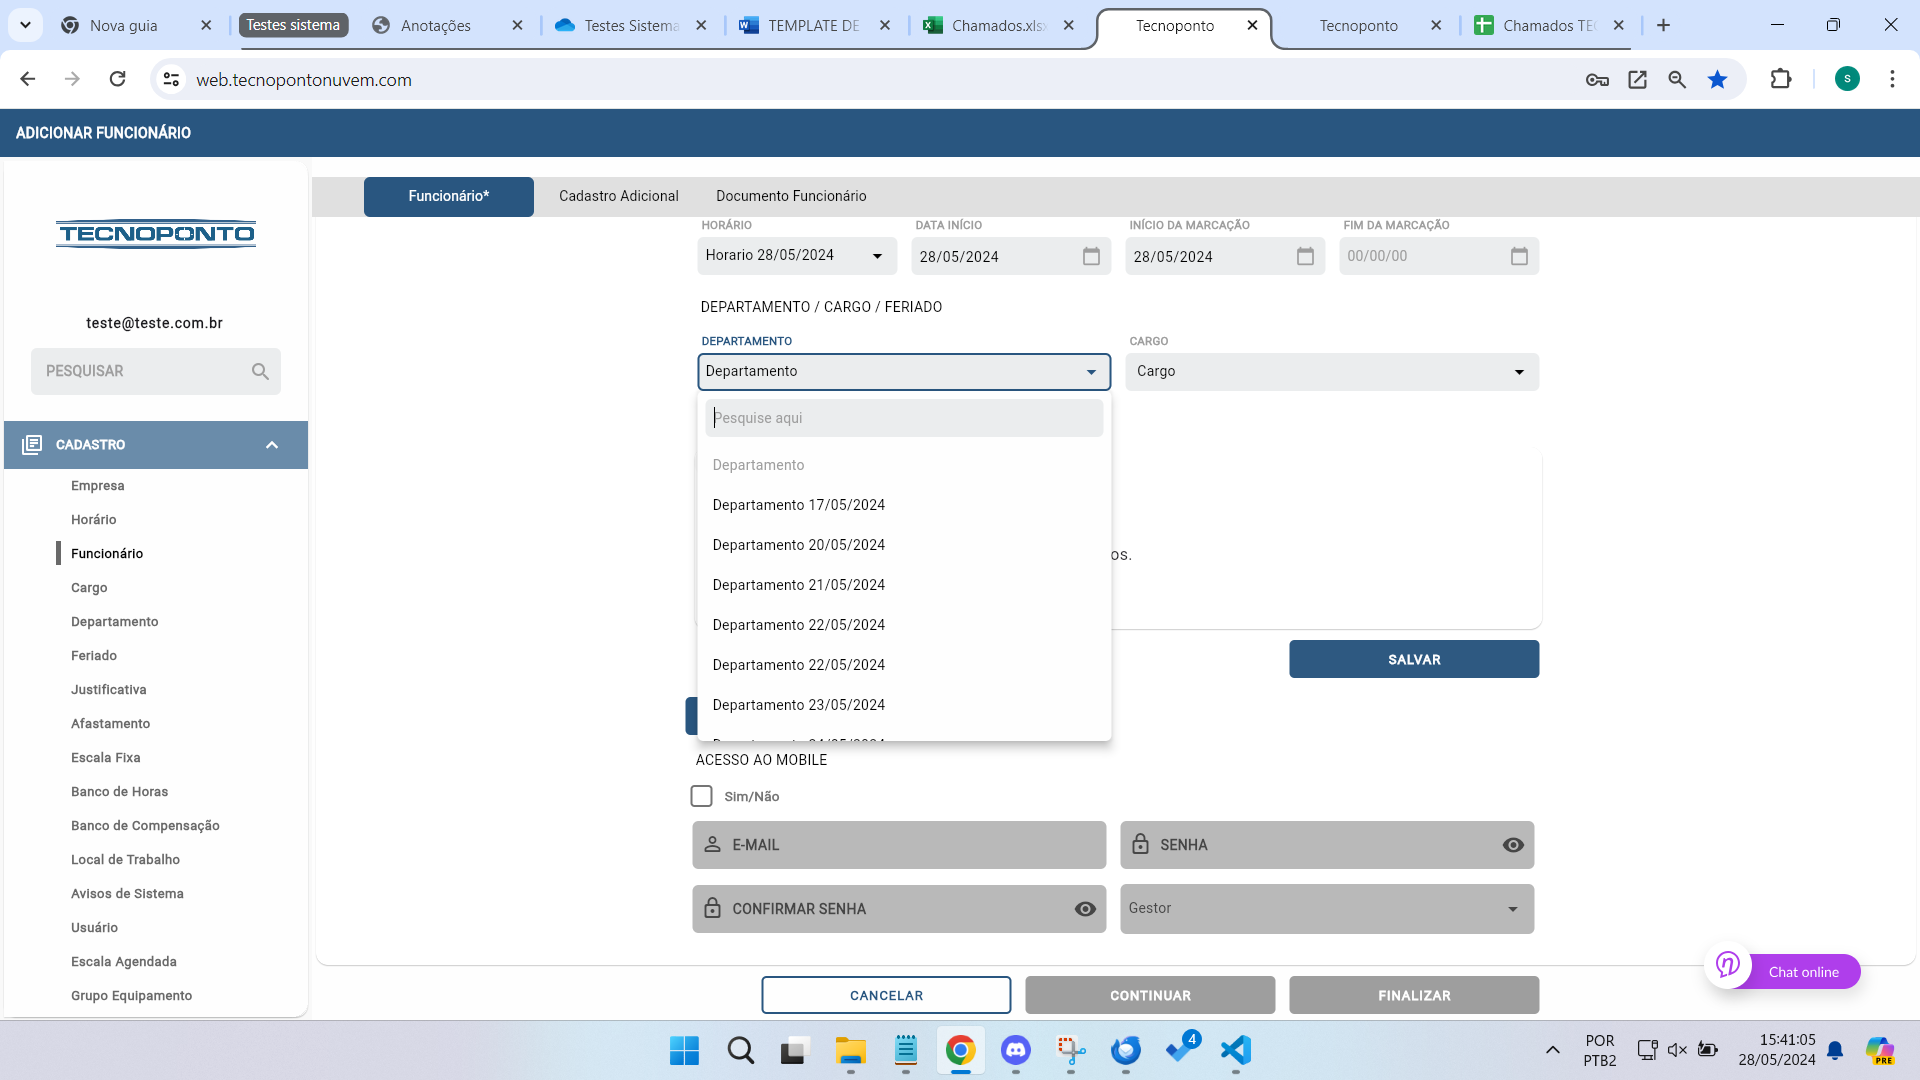 Nova guia
Testes sistema
Anotações
Testes Sistema
TEMPLATE DE
Chamados.xlsx
Tecnoponto
Tecnoponto
Chamados TEC
web.tecnopontonuvem.com
S
ADICIONAR FUNCIONÁRIO
TECNOPONTO
teste@teste.com.br
PESQUISAR
CADASTRO
Empresa
Horário
Funcionário
Cargo
Departamento
Feriado
Justificativa
Afastamento
Escala Fixa
Banco de Horas
Banco de Compensação
Local de Trabalho
Avisos de Sistema
Usuário
Escala Agendada
Grupo Equipamento
Funcionário*
Cadastro Adicional
Documento Funcionário
HORÁRIO
DATA INÍCIO
INÍCIO DA MARCAÇÃO
FIM DA MARCAÇÃO
Horario 28/05/2024
28/05/2024
28/05/2024
00/00/00
DEPARTAMENTO / CARGO / FERIADO
DEPARTAMENTO
CARGO
Departamento
Cargo
Pesquise aqui
Departamento
Departamento 17/05/2024
Departamento 20/05/2024
Departamento 21/05/2024
Departamento 22/05/2024
Departamento 22/05/2024
Departamento 23/05/2024
os.
SALVAR
ACESSO AO MOBILE
Sim/Não
E-MAIL
SENHA
CONFIRMAR SENHA
Gestor
CANCELAR
CONTINUAR
FINALIZAR
Chat online
4
POR
PTB2
15:41:05
28/05/2024
PRE